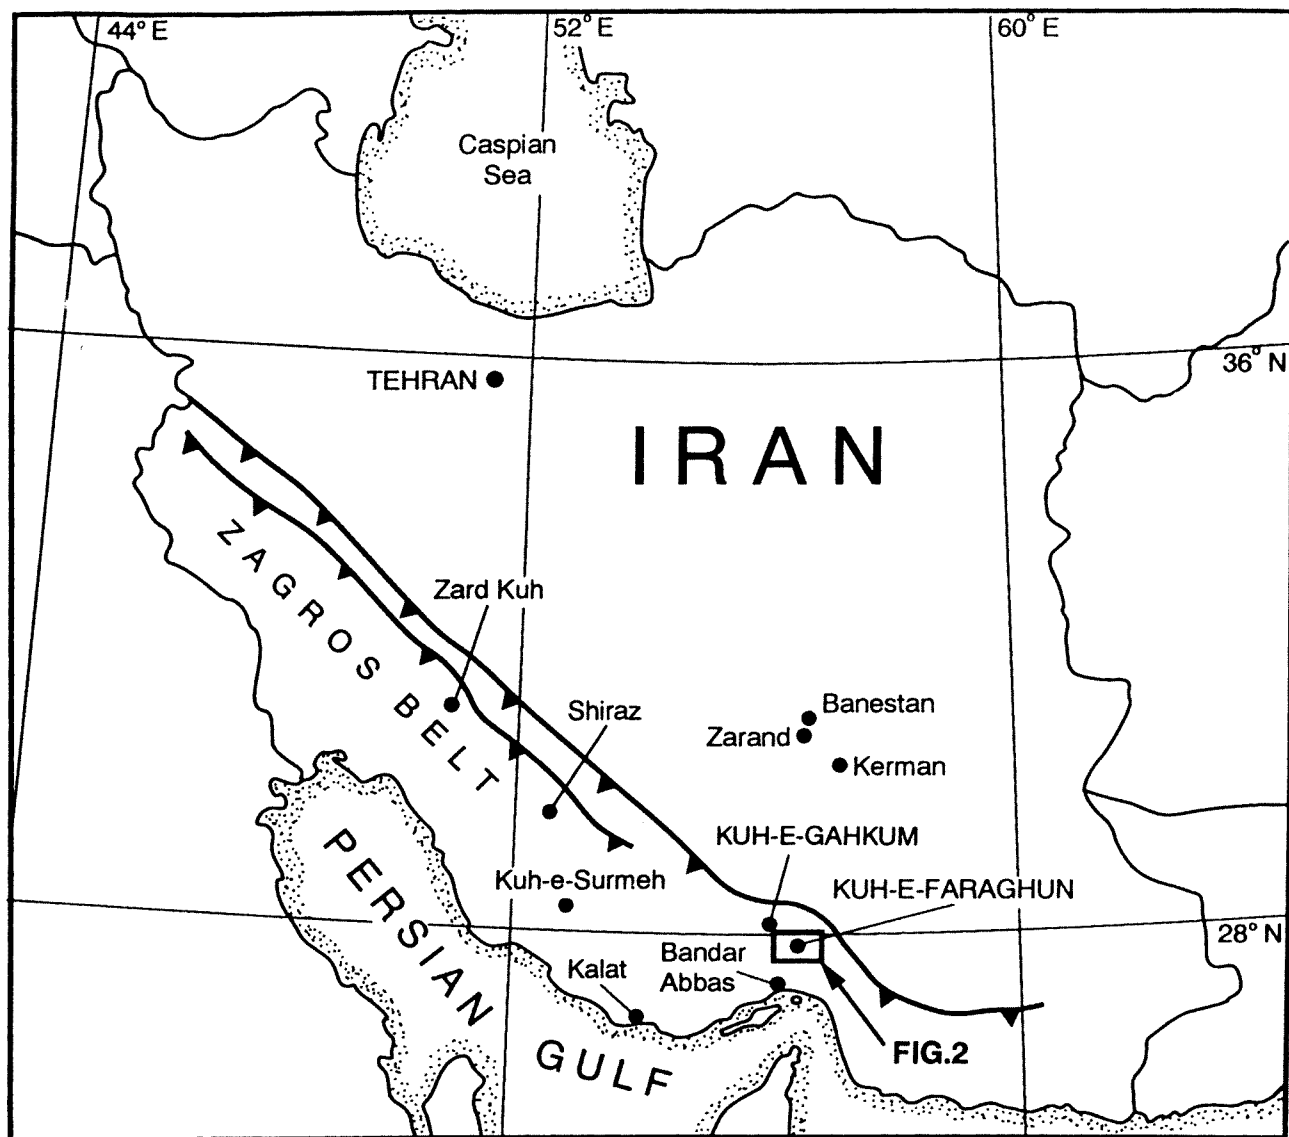 44° E
52° E
60° E
Caspian
Sea
36° N
TEHRAN
IRAN
ZAGROS BELT
Zard Kuh
Shiraz
Banestan
Zarand
Kerman
KUH-E-GAHKUM
Kuh-e-Surmeh
KUH-E-FARAGHUN
28° N
Bandar
Abbas
Kalat
PERSIAN
GULF
FIG.2